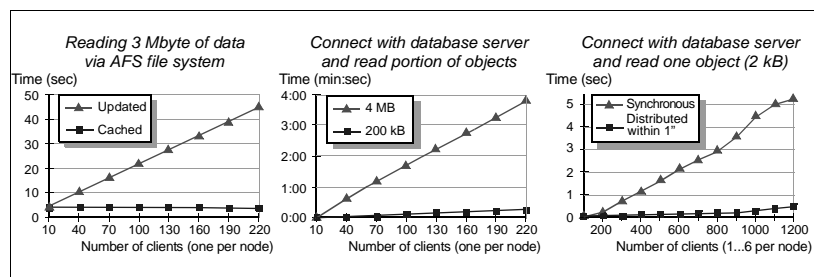 Reading 3 Mbyte of data
via AFS file system
Time (sec)
50
40
30
20
10
0
Updated
Cached
10 40 70 100 130 160 190 220
Number of clients (one per node)
Connect with database server
and read portion of objects
Time (min:sec)
4:00
3:00
2:00
1:00
0:00
4 MB
200 kB
10 40 70 100 130 160 190 220
Number of clients (one per node)
Connect with database server
and read one object (2 kB)
Time (sec)
5
4
3
2
1
0
Synchronous
Distributed
within 1”
200 400 600 800 1000 1200
Number of clients (1...6 per node)